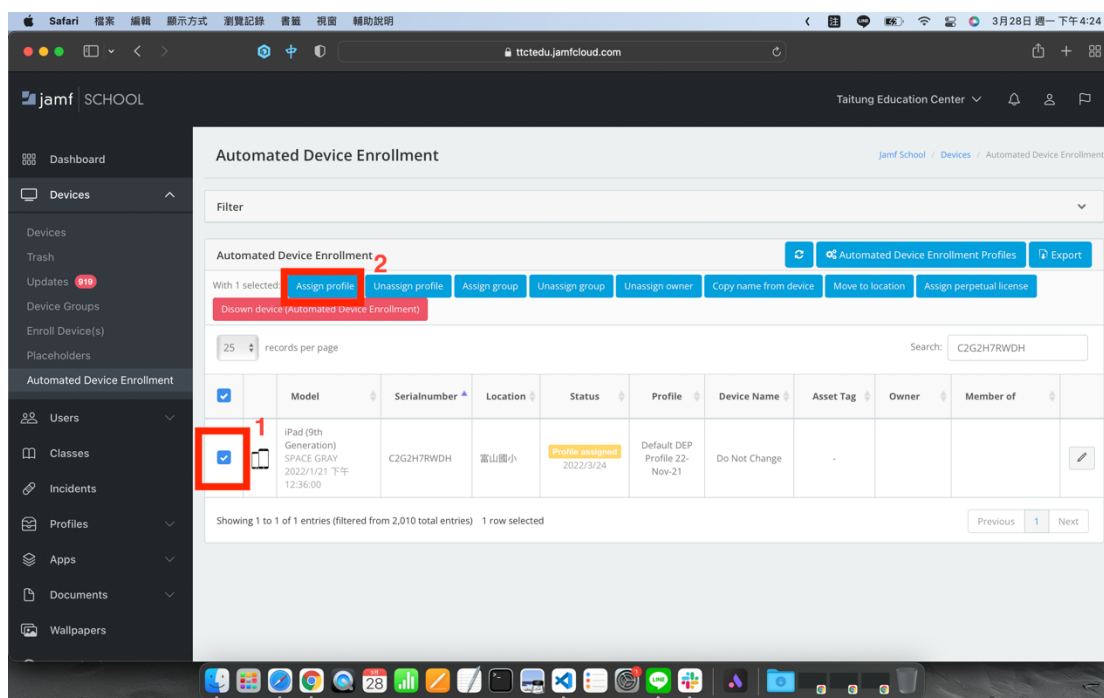 Safari 檔案 編輯 顯示方式 瀏覽記錄 書籤 視窗 輔助說明 注 3月28日 週一 下午4:24
中 ttctedu.jamfcloud.com
jamf SCHOOL Taitung Education Center
Dashboard
Devices
Devices
Trash
Updates 919
Device Groups
Enroll Device(s)
Placeholders
Automated Device Enrollment
Users
Classes
Incidents
Profiles
Apps
Documents
Wallpapers
Automated Device Enrollment Jamf School / Devices / Automated Device Enrollment
Filter
Automated Device Enrollment 2 Automated Device Enrollment Profiles Export
With 1 selected: Assign profile Unassign profile Assign group Unassign group Unassign owner Copy name from device Move to location Assign perpetual license
Disown device (Automated Device Enrollment)
25 records per page Search: C2G2H7RWDH
Model Serialnumber Location Status Profile Device Name Asset Tag Owner Member of
1
iPad (9th
Generation)
SPACE GRAY
2022/1/21 下午
12:36:00
C2G2H7RWDH
富山國小
Profile assigned
2022/3/24
Default DEP
Profile 22-
Nov-21
Do Not Change
-
Showing 1 to 1 of 1 entries (filtered from 2,010 total entries) 1 row selected Previous 1 Next
28